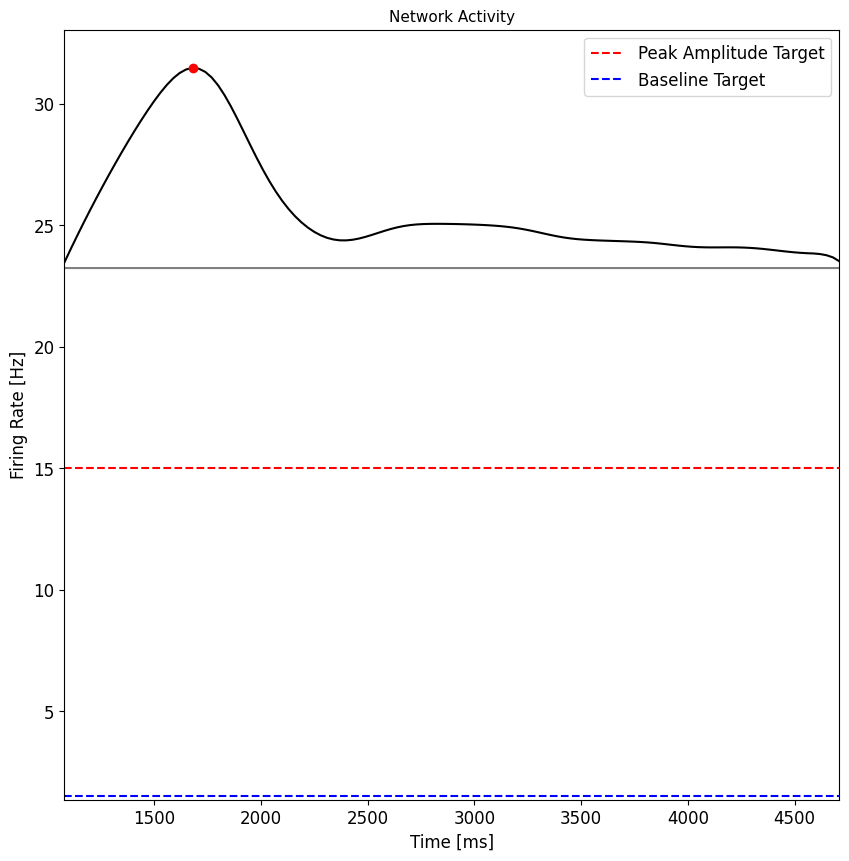 Network Activity
Peak Amplitude Target
Baseline Target
Firing Rate [Hz]
30
25
20
15
10
5
1500 2000 2500 3000 3500 4000 4500
Time [ms]